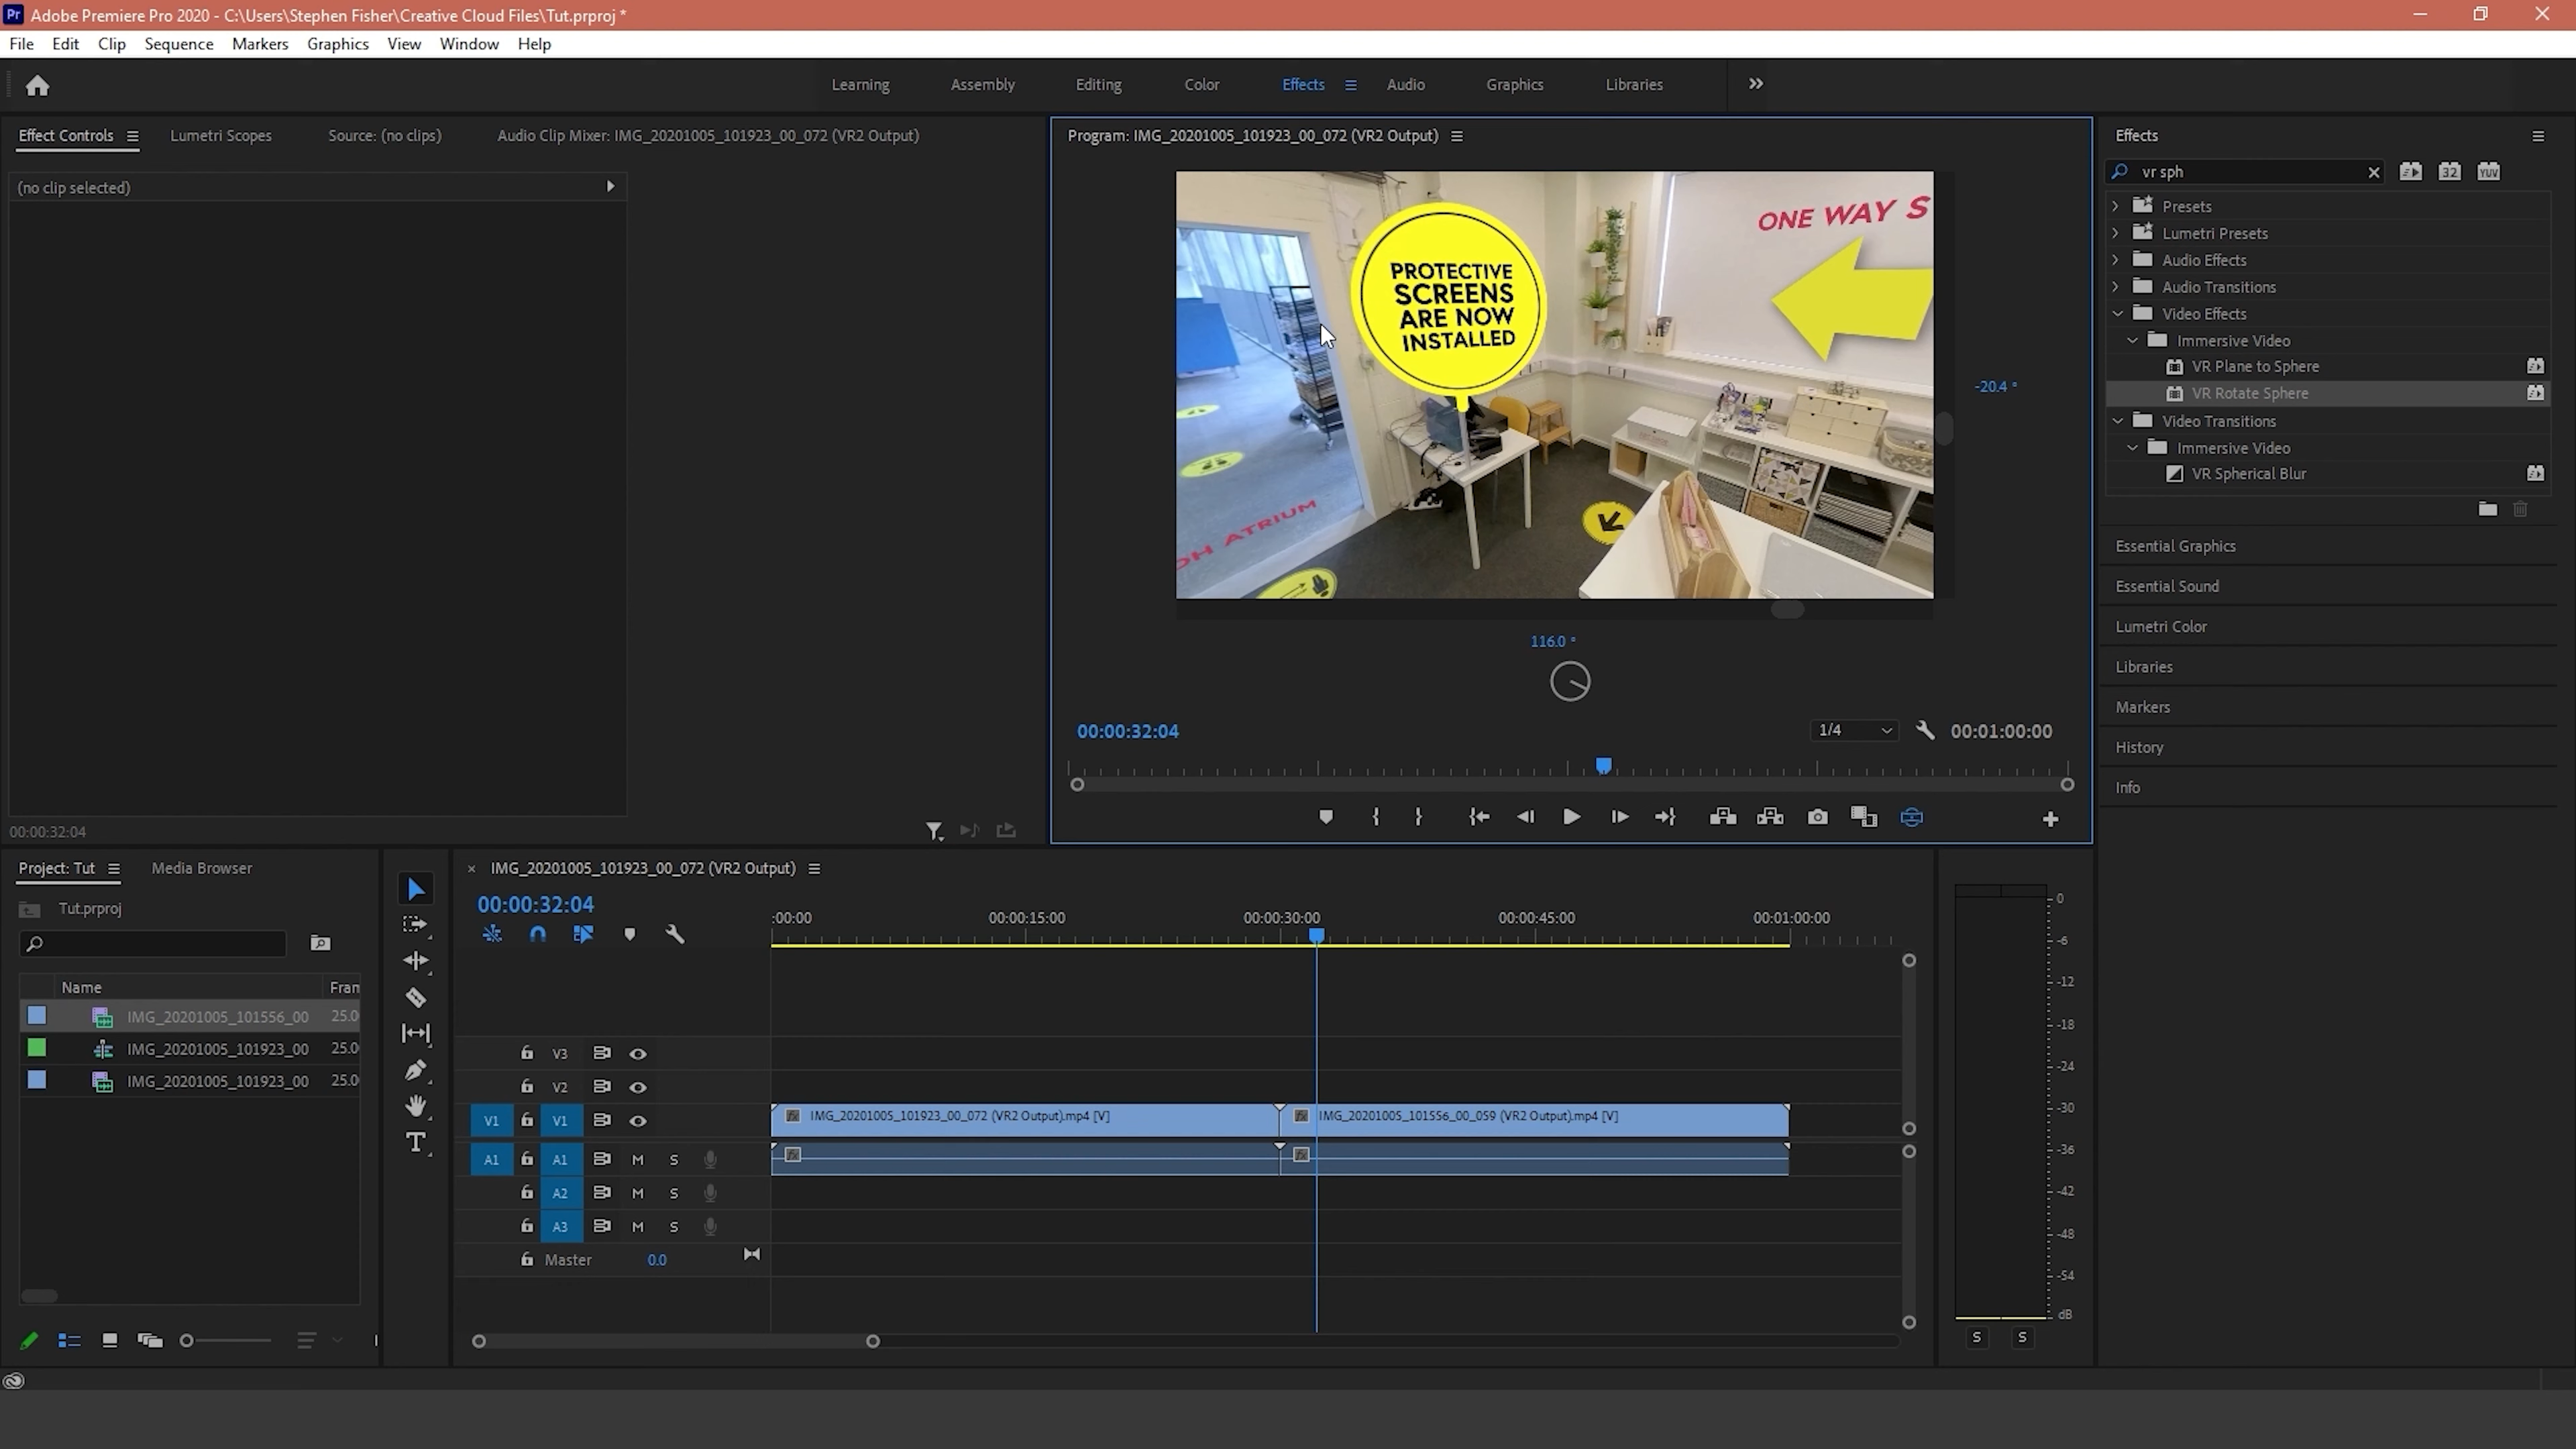 Pr Adobe Premiere Pro 2020 - C:\Users\Stephen Fisher\Creative Cloud Files\Tut.prproj *
File Edit Clip Sequence Markers Graphics View Window Help
Learning Assembly Editing Color Effects Audio Graphics Libraries
Effect Controls Lumetri Scopes Source: (no clips) Audio Clip Mixer: IMG_20201005_101923_00_072 (VR2 Output)
(no clip selected)
00:00:32:04
Program: IMG_20201005_101923_00_072 (VR2 Output)
PROTECTIVE
SCREENS
ARE NOW
INSTALLED
ONE WAY S
OH ATRIUM
-20.4 °
116.0 °
00:00:32:04 1/4 00:01:00:00
Effects
vr sph 32 YUV
Presets
Lumetri Presets
Audio Effects
Audio Transitions
Video Effects
Immersive Video
VR Plane to Sphere
VR Rotate Sphere
Video Transitions
Immersive Video
VR Spherical Blur
Essential Graphics
Essential Sound
Lumetri Color
Libraries
Markers
History
Info
Project: Tut Media Browser
Tut.prproj
Name Fram
IMG_20201005_101556_00 25.0
IMG_20201005_101923_00 25.0
IMG_20201005_101923_00 25.0
T
× IMG_20201005_101923_00_072 (VR2 Output)
00:00:32:04
:00:00 00:00:15:00 00:00:30:00 00:00:45:00 00:01:00:00
V3
V2
V1 V1 fx IMG_20201005_101923_00_072 (VR2 Output).mp4 [V] fx IMG_20201005_101556_00_059 (VR2 Output).mp4 [V]
A1 A1 M S fx fx
A2 M S
A3 M S
Master 0.0
0
-6
-12
-18
-24
-30
-36
-42
-48
-54
dB
S S